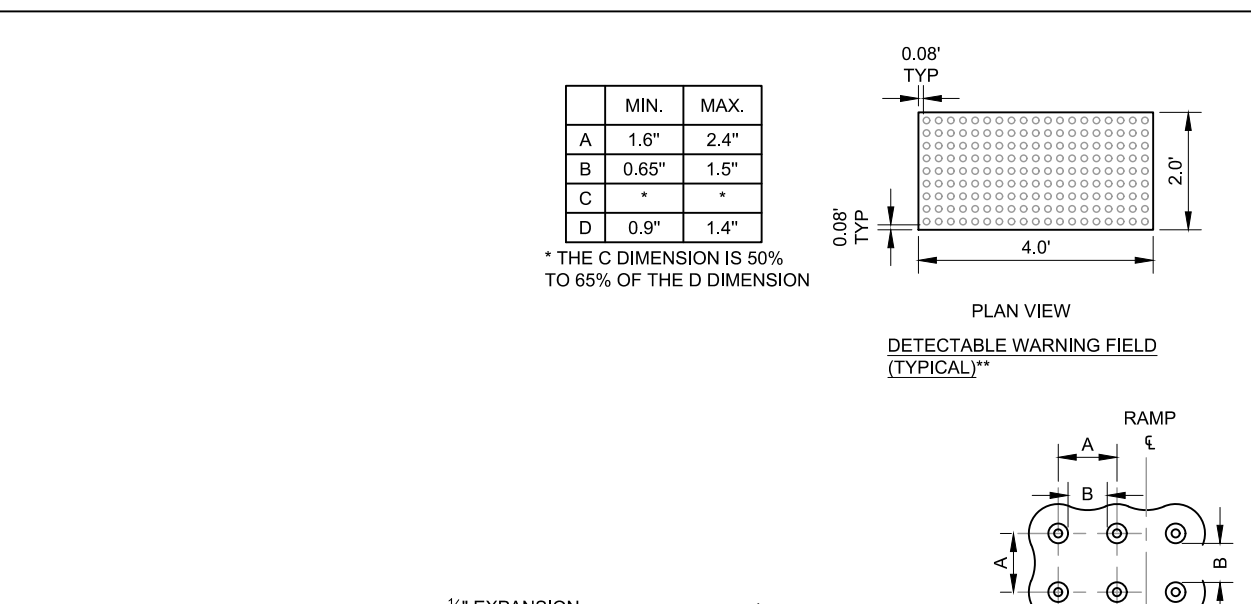 0.08'
TYP
MIN. MAX.
A 1.6" 2.4"
B 0.65" 1.5"
C * *
D 0.9" 1.4"
* THE C DIMENSION IS 50%
TO 65% OF THE D DIMENSION
2.0'
0.08'
TYP
4.0'
PLAN VIEW
DETECTABLE WARNING FIELD
(TYPICAL)**
RAMP
℄
A
B
A
B
EXPANSION